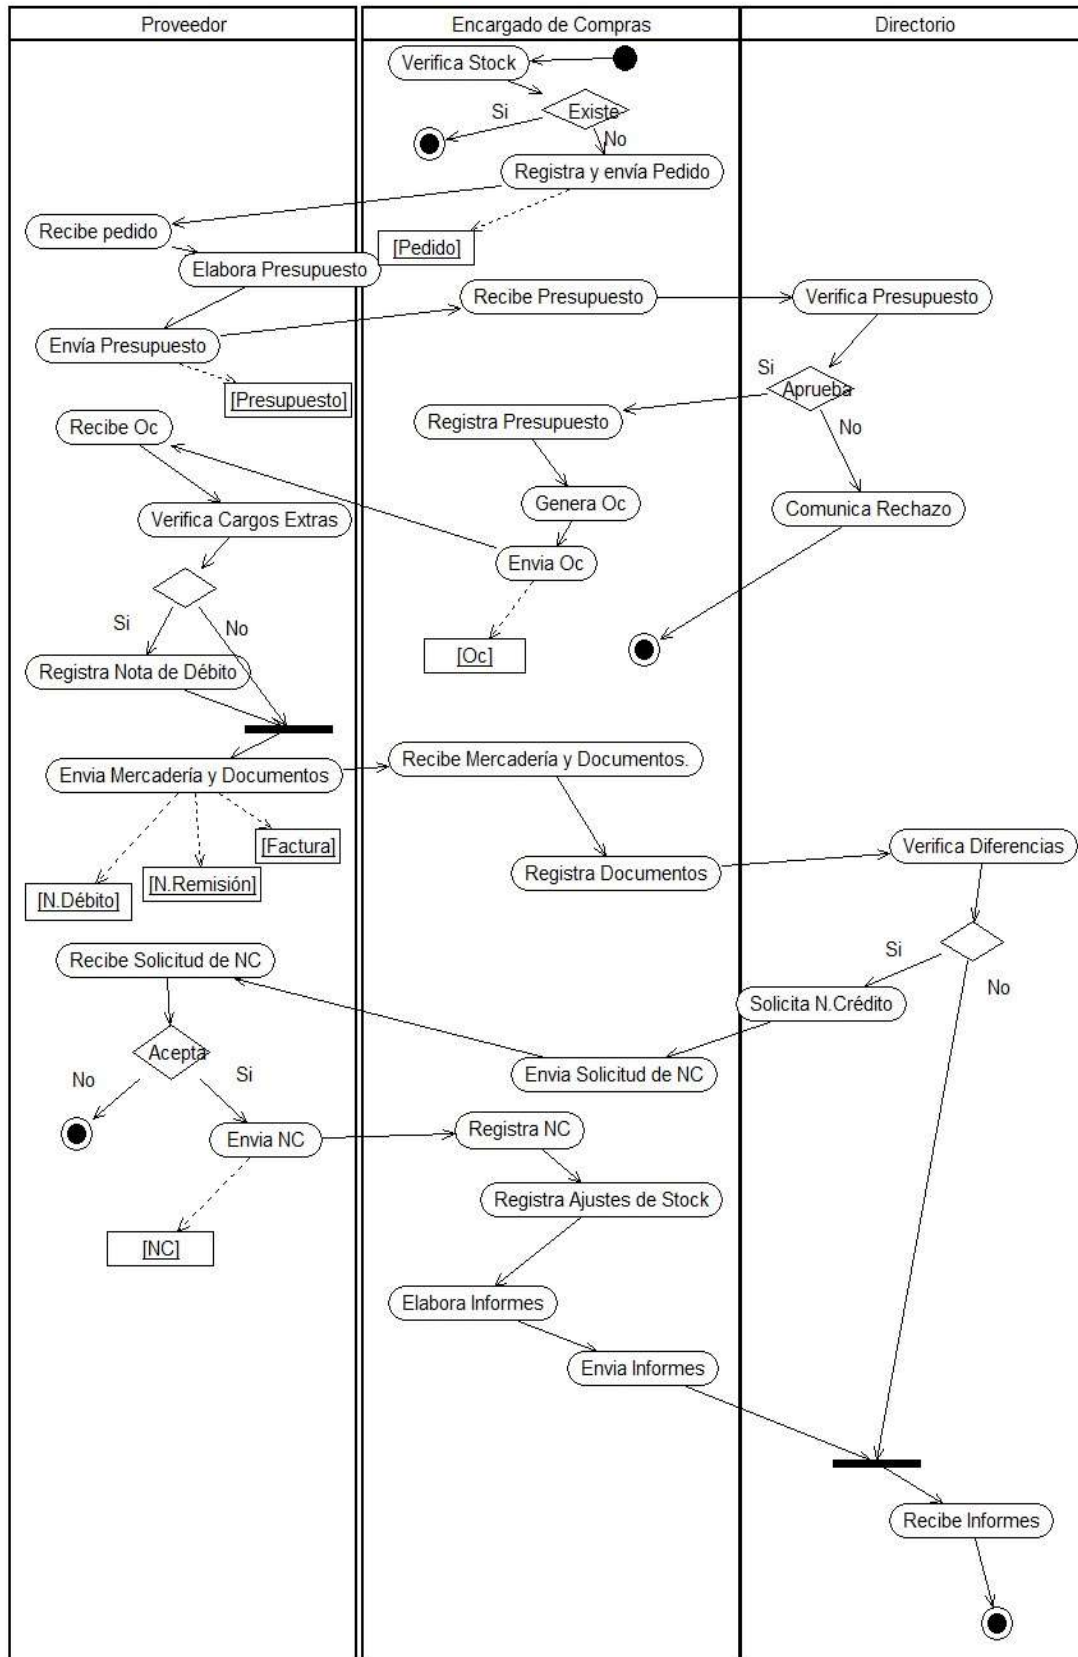 Proveedor
Encargado de Compras
Directorio
Verifica Stock
Si
Existe
No
Registra y envía Pedido
Recibe pedido
[Pedido]
Elabora Presupuesto
Recibe Presupuesto
Verifica Presupuesto
Envía Presupuesto
Si
Aprueba
[Presupuesto]
Recibe Oc
Registra Presupuesto
No
Genera Oc
Comunica Rechazo
Verifica Cargos Extras
Envia Oc
Si
No
[Oc]
Registra Nota de Débito
Envia Mercadería y Documentos
Recibe Mercadería y Documentos.
[Factura]
Verifica Diferencias
Registra Documentos
[N.Remisión]
[N.Débito]
Recibe Solicitud de NC
Si
No
Solicita N.Crédito
Acepta
No
Si
Envia Solicitud de NC
Envia NC
Registra NC
Registra Ajustes de Stock
[NC]
Elabora Informes
Envia Informes
Recibe Informes